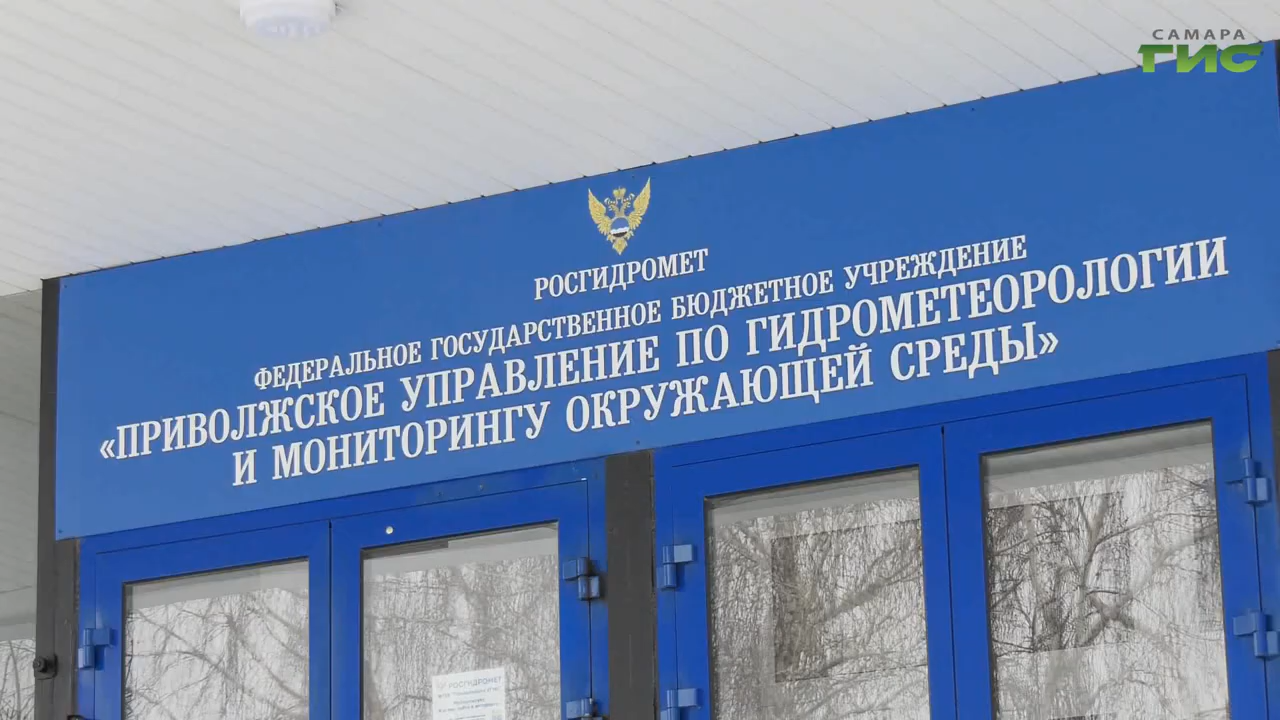 САМАРА
ГИС
РОСГИДРОМЕТ
ФЕДЕРАЛЬНОЕ ГОСУДАРСТВЕННОЕ БЮДЖЕТНОЕ УЧРЕЖДЕНИЕ
«ПРИВОЛЖСКОЕ УПРАВЛЕНИЕ ПО ГИДРОМЕТЕОРОЛОГИИ
И МОНИТОРИНГУ ОКРУЖАЮЩЕЙ СРЕДЫ»
РОСГИДРОМЕТ